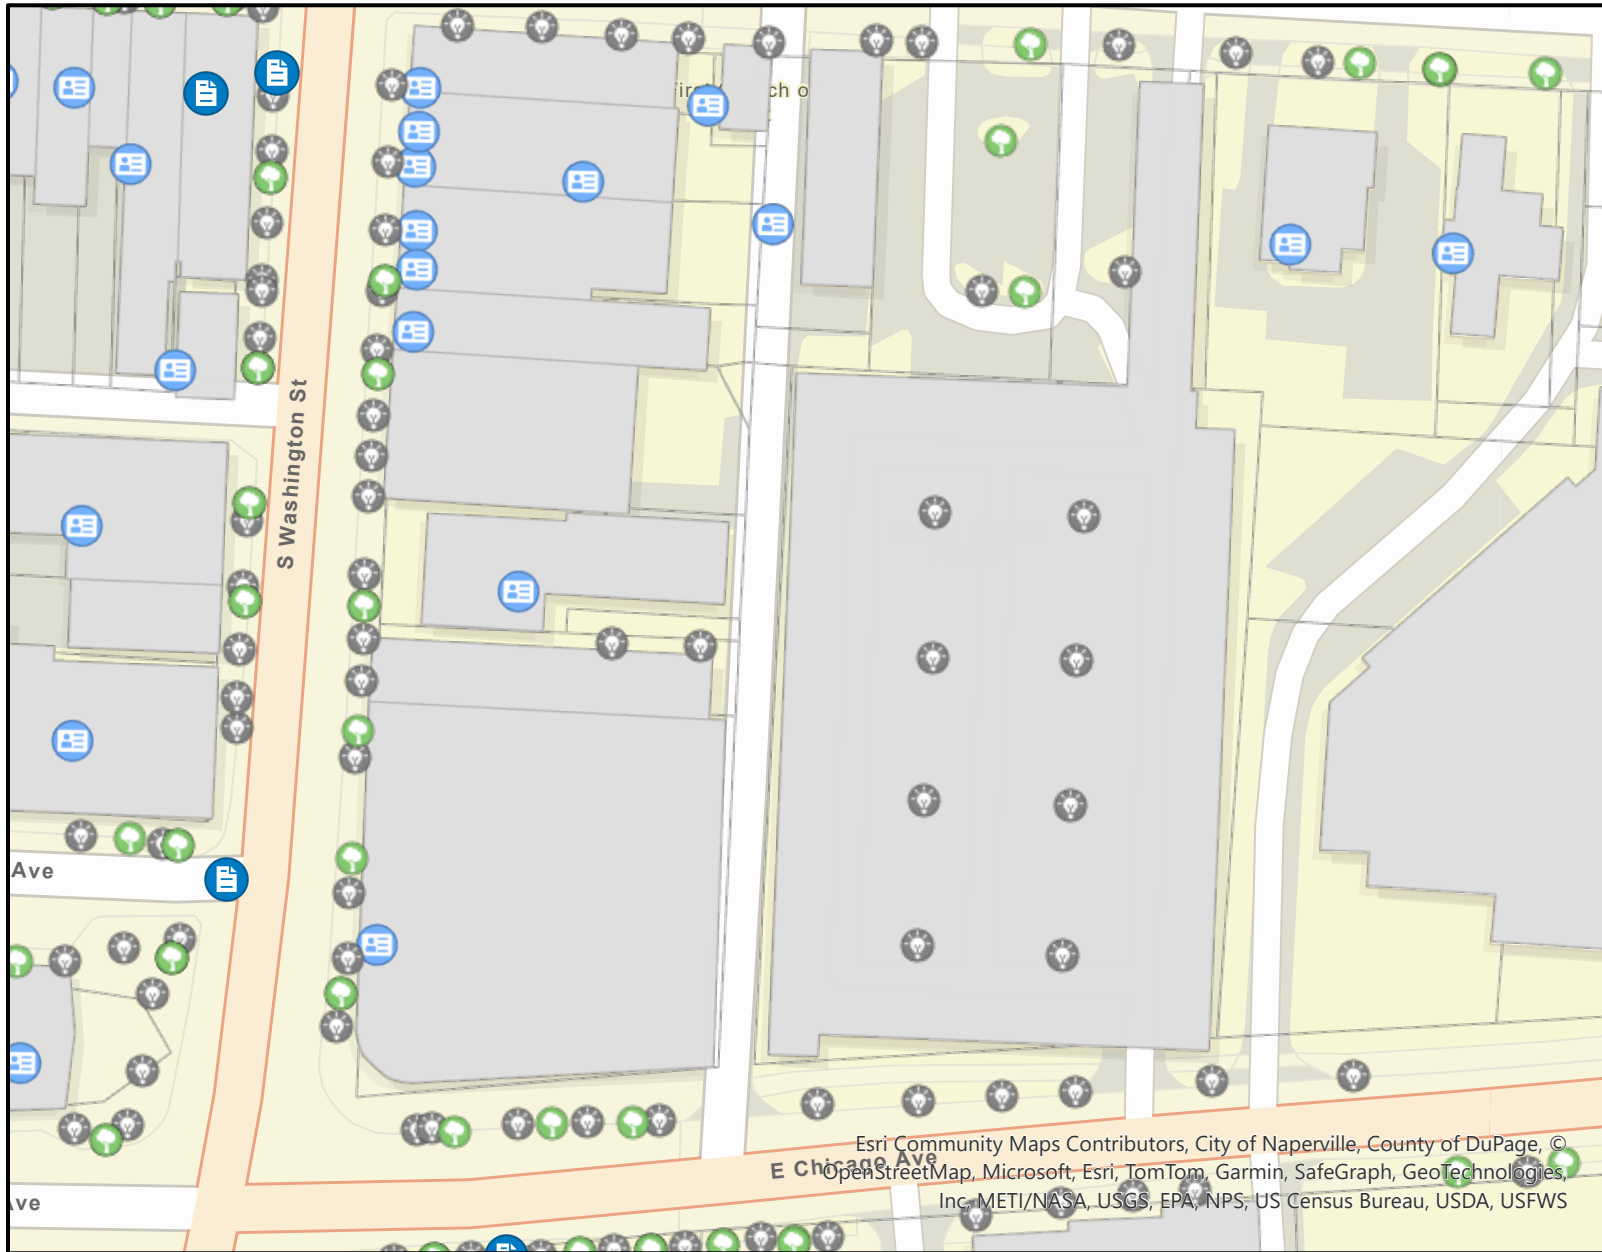 S Washington St
Ave
E Chicago Ave
Esri Community Maps Contributors, City of Naperville, County of DuPage, ©
OpenStreetMap, Microsoft, Esri, TomTom, Garmin, SafeGraph, GeoTechnologies,
Inc, METI/NASA, USGS, EPA, NPS, US Census Bureau, USDA, USFWS